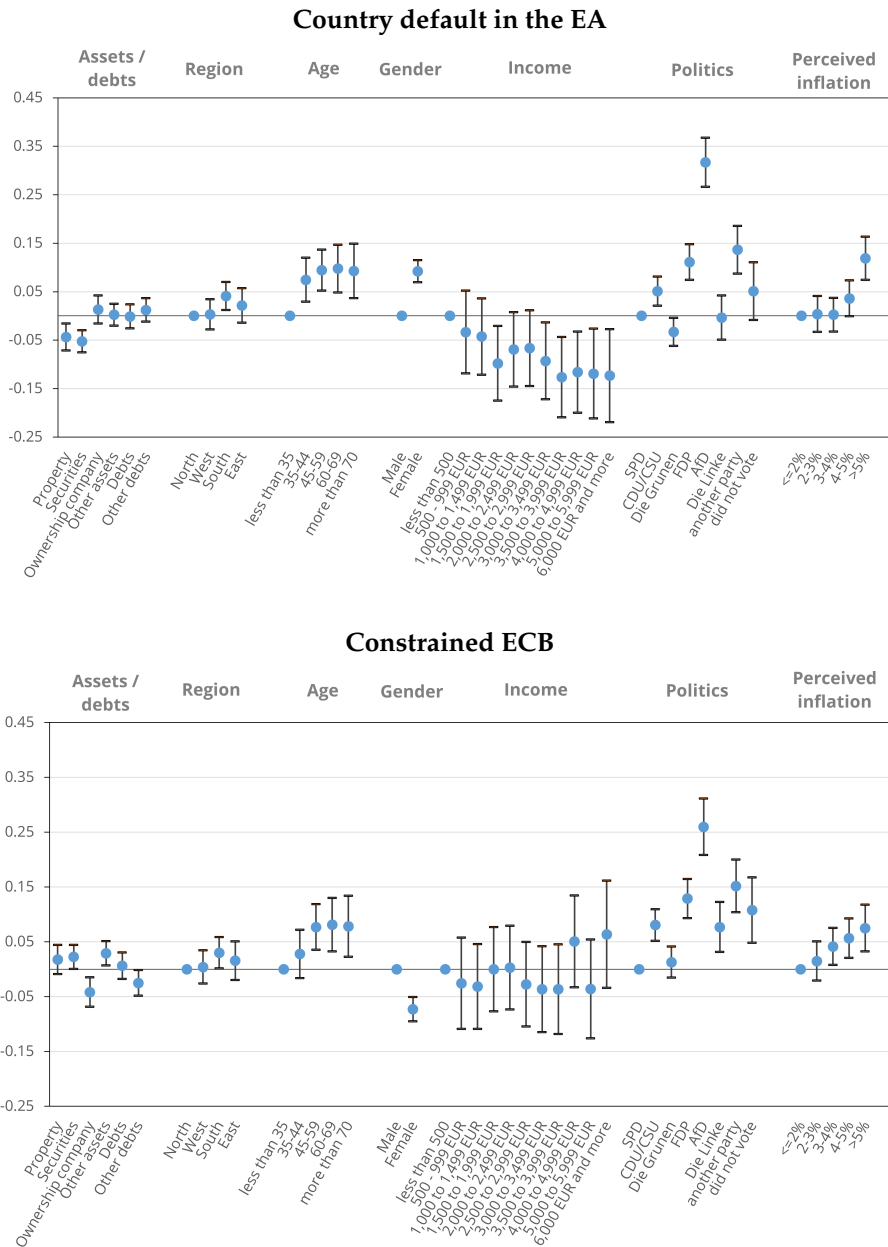 Country default in the EA
Assets /
debts
Region
Age
Gender
Income
Politics
Perceived
inflation
0.45
0.35
0.25
0.15
0.05
-0.05
-0.15
-0.25
Property
Securities
Ownership company
Other assets
Debts
Other debts
North
West
South
East
less than 35
35-44
45-59
60-69
more than 70
Male
Female
less than 500
500 - 999 EUR
1,000 to 1,499 EUR
1,500 to 1,999 EUR
2,000 to 2,499 EUR
2,500 to 2,999 EUR
3,000 to 3,499 EUR
3,500 to 3,999 EUR
4,000 to 4,999 EUR
5,000 to 5,999 EUR
6,000 EUR and more
SPD
CDU/CSU
Die Grunen
FDP
AfD
Die Linke
another party
did not vote
<=2%
2-3%
3-4%
4-5%
>5%
Constrained ECB
Assets /
debts
Region
Age
Gender
Income
Politics
Perceived
inflation
0.45
0.35
0.25
0.15
0.05
-0.05
-0.15
-0.25
Property
Securities
Ownership company
Other assets
Debts
Other debts
North
West
South
East
less than 35
35-44
45-59
60-69
more than 70
Male
Female
less than 500
500 - 999 EUR
1,000 to 1,499 EUR
1,500 to 1,999 EUR
2,000 to 2,499 EUR
2,500 to 2,999 EUR
3,000 to 3,499 EUR
3,500 to 3,999 EUR
4,000 to 4,999 EUR
5,000 to 5,999 EUR
6,000 EUR and more
SPD
CDU/CSU
Die Grunen
FDP
AfD
Die Linke
another party
did not vote
<=2%
2-3%
3-4%
4-5%
>5%